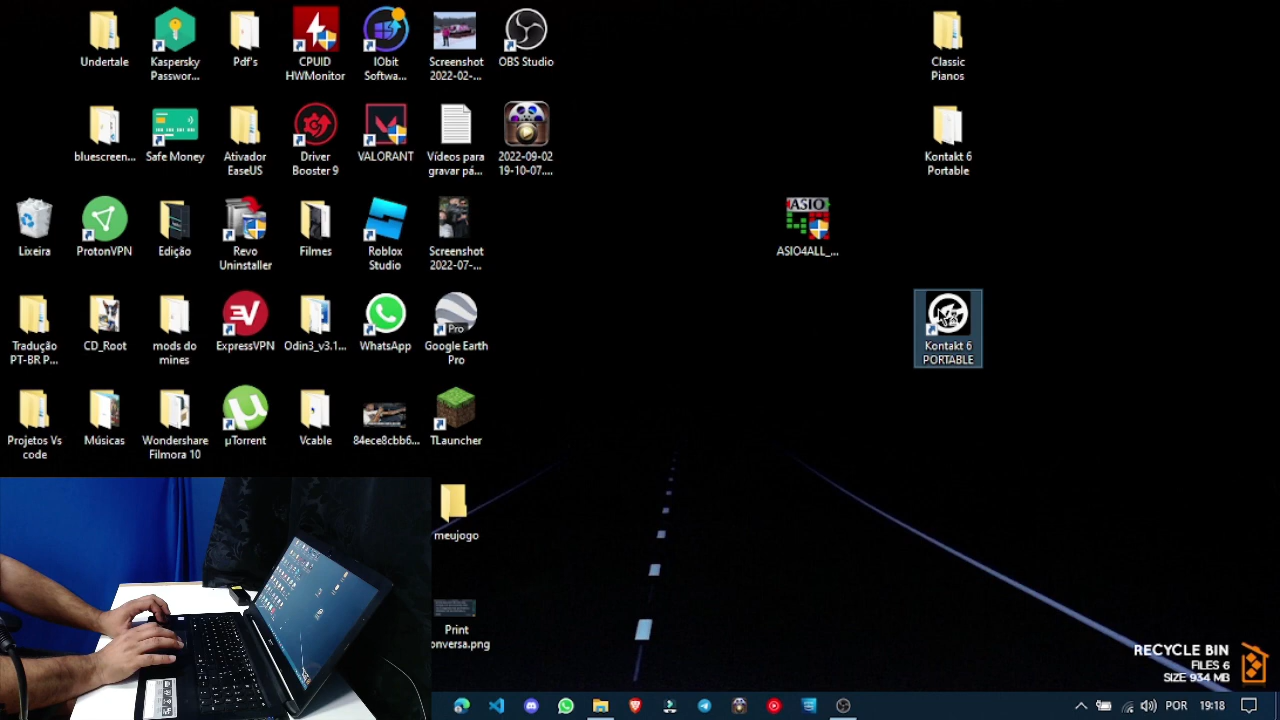 Undertale
Kaspersky
Passwor...
Pdf's
CPUID
HWMonitor
IObit
Softwa...
Screenshot
2022-02-...
OBS Studio
Classic
Pianos
bluescreen...
Safe Money
Ativador
EaseUS
Driver
Booster 9
VALORANT
Vídeos para
gravar pá...
2022-09-02
19-10-07....
Kontakt 6
Portable
Lixeira
ProtonVPN
Edição
Revo
Uninstaller
Filmes
Roblox
Studio
Screenshot
2022-07-...
ASIO
ASIO4ALL_...
Tradução
PT-BR P...
CD_Root
mods do
mines
ExpressVPN
Odin3_v3.1...
WhatsApp
Pro
Google Earth
Pro
Kontakt 6
PORTABLE
Projetos Vs
code
Músicas
Wondershare
Filmora 10
µTorrent
Vcable
84ece8cbb6...
TLauncher
meujogo
Print
onversa.png
RECYCLE BIN
FILES 6
SIZE 934 MB
POR
19:18